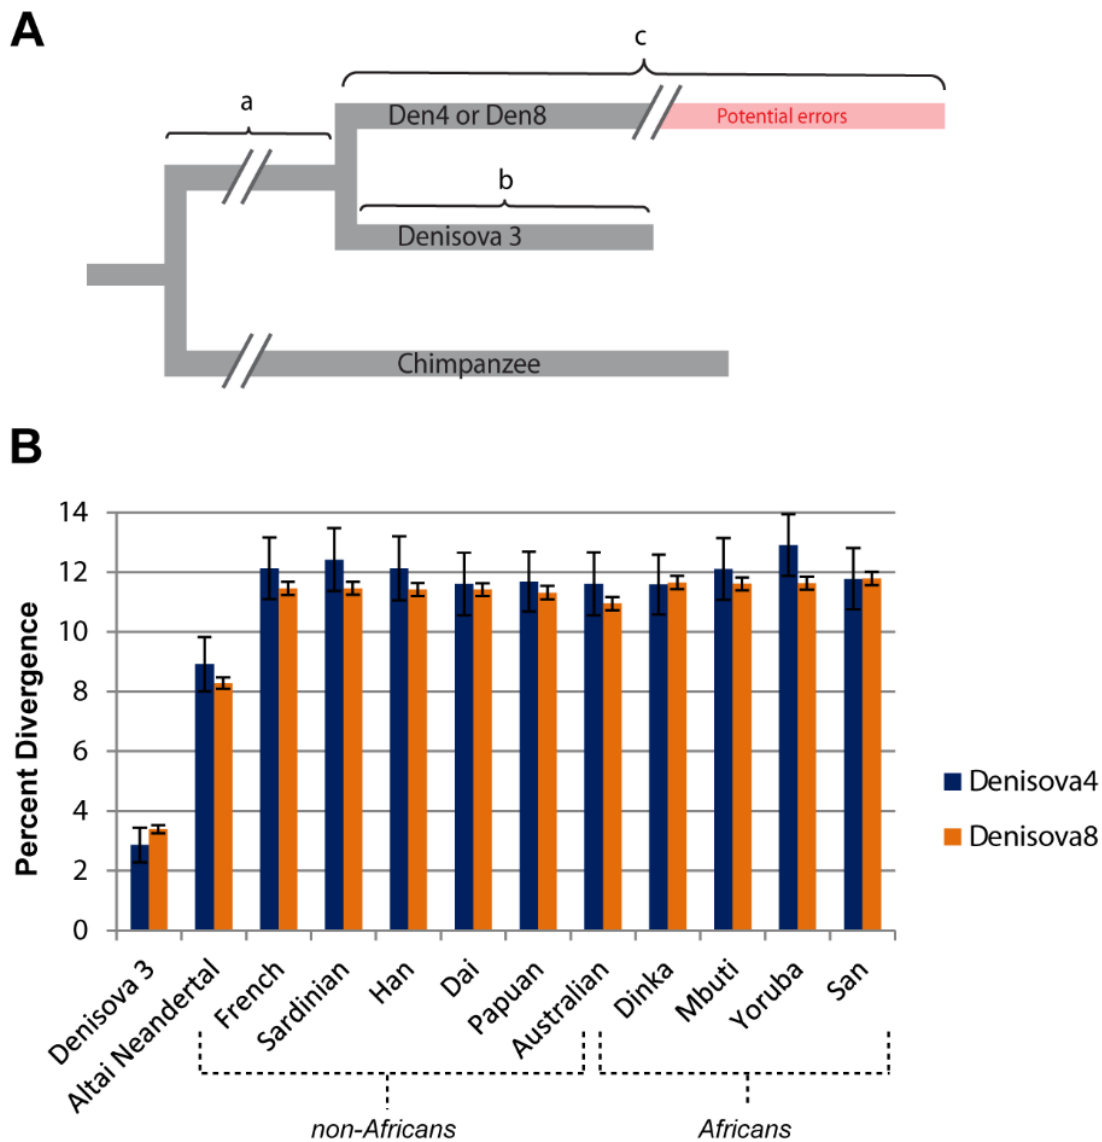 A
c
a
Den4 or Den8
Potential errors
b
Denisova 3
Chimpanzee
B
14
12
10
8
6
4
2
0
Percent Divergence
Denisova4
Denisova8
Denisova 3
Altai Neandertal
French
Sardinian
Han
Dai
Papuan
Australian
Dinka
Mbuti
Yoruba
San
non-Africans
Africans